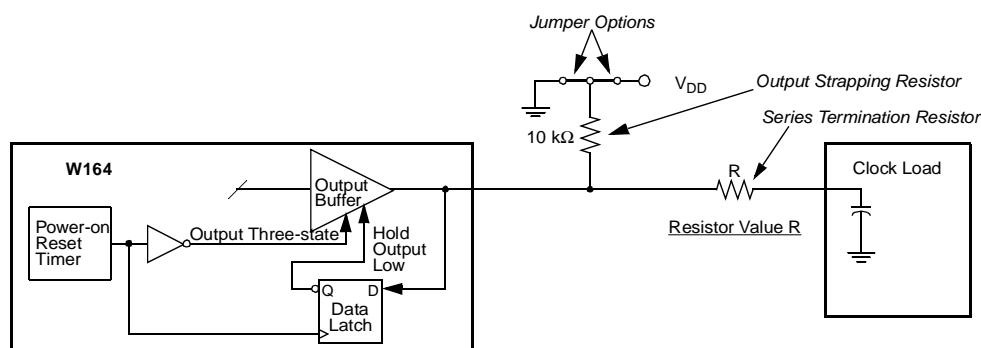 Jumper Options
VDD
Output Strapping Resistor
Series Termination Resistor
10 kΩ
W164
Output
Buffer
R
Clock Load
Resistor Value R
Power-on
Reset
Timer
Output Three-state
Hold
Output
Low
Q D
Data
Latch